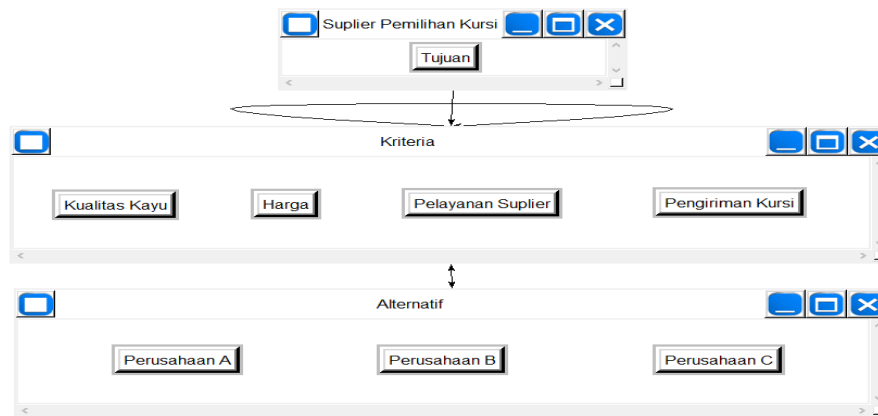 Suplier Pemilihan Kursi
Tujuan
Kriteria
Kualitas Kayu
Harga
Pelayanan Suplier
Pengiriman Kursi
Alternatif
Perusahaan A
Perusahaan B
Perusahaan C